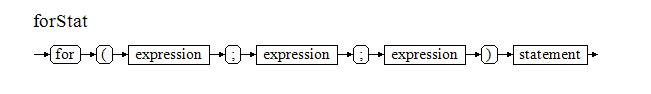 forStat
for ( expression ; expression ; expression ) statement